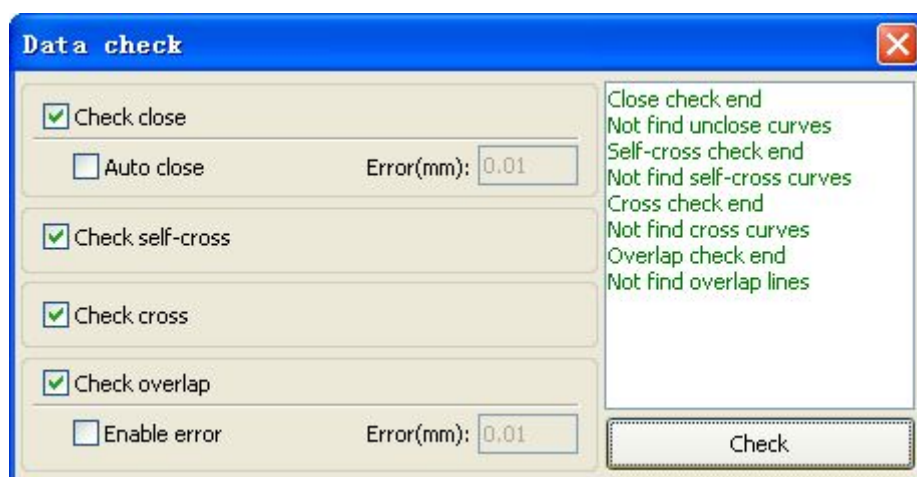 Data check
Check close
Auto close Error(mm): 0.01
Check self-cross
Check cross
Check overlap
Enable error Error(mm): 0.01
Close check end
Not find unclose curves
Self-cross check end
Not find self-cross curves
Cross check end
Not find cross curves
Overlap check end
Not find overlap lines
Check